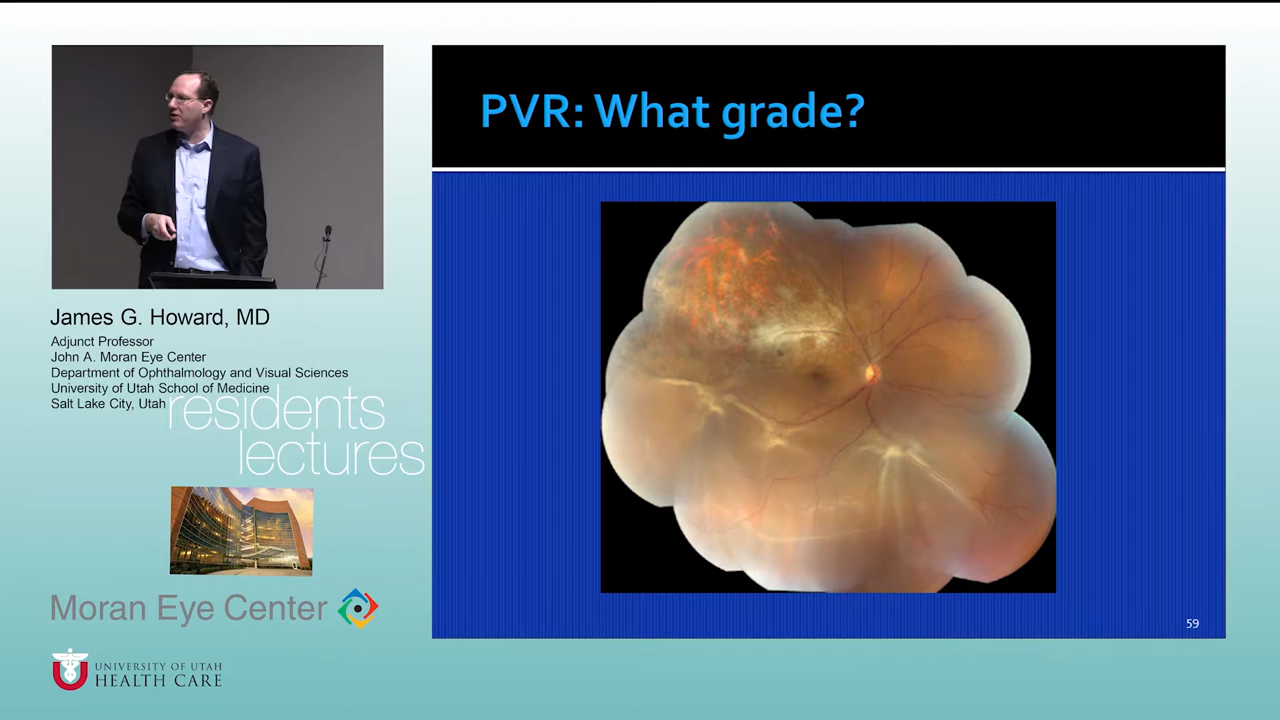 PVR: What grade?
James G. Howard, MD
Adjunct Professor
John A. Moran Eye Center
Department of Ophthalmology and Visual Sciences
University of Utah School of Medicine
Salt Lake City, Utah
residents
lectures
Moran Eye Center
UNIVERSITY OF UTAH
HEALTH CARE
59